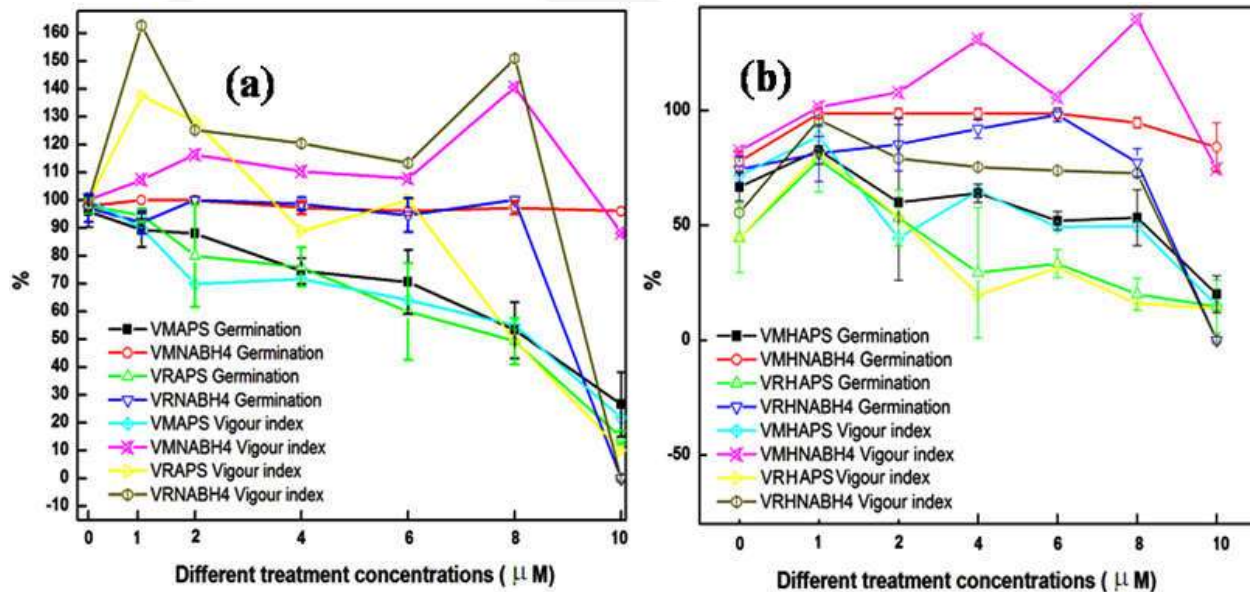 160
150
140
130
120
110
100
90
80
70
60
50
40
30
20
10
0
-10
%
(a)
VMAPS Germination
VMNABH4 Germination
VRAPS Germination
VRNABH4 Germination
VMAPS Vigour index
VMNABH4 Vigour index
VRAPS Vigour index
VRNABH4 Vigour index
0 1 2 4 6 8 10
Different treatment concentrations ( μ M)
100
50
0
-50
%
(b)
VMHAPS Germination
VMHNABH4 Germination
VRHAPS Germination
VRHNABH4 Germination
VMHAPS Vigour index
VMHNABH4 Vigour index
VRHAPS Vigour index
VRHNABH4 Vigour index
0 1 2 4 6 8 10
Different treatment concentrations ( μ M)